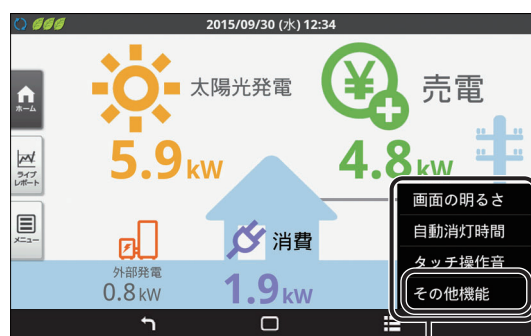 2015/09/30 (水) 12:34
太陽光発電
売電
5.9kW
4.8kW
ホーム
ライブ
レポート
メニュー
消費
外部発電
0.8kW
1.9kW
画面の明るさ
自動消灯時間
タッチ操作音
その他機能